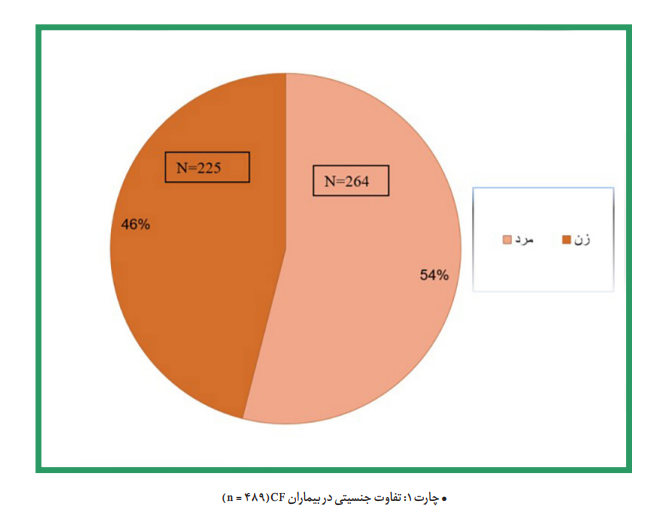 N=225
N=264
46%
54%
مرد
زن
• چارت ۱: تفاوت جنسیتی در بیماران CF (n = ۴۸۹)